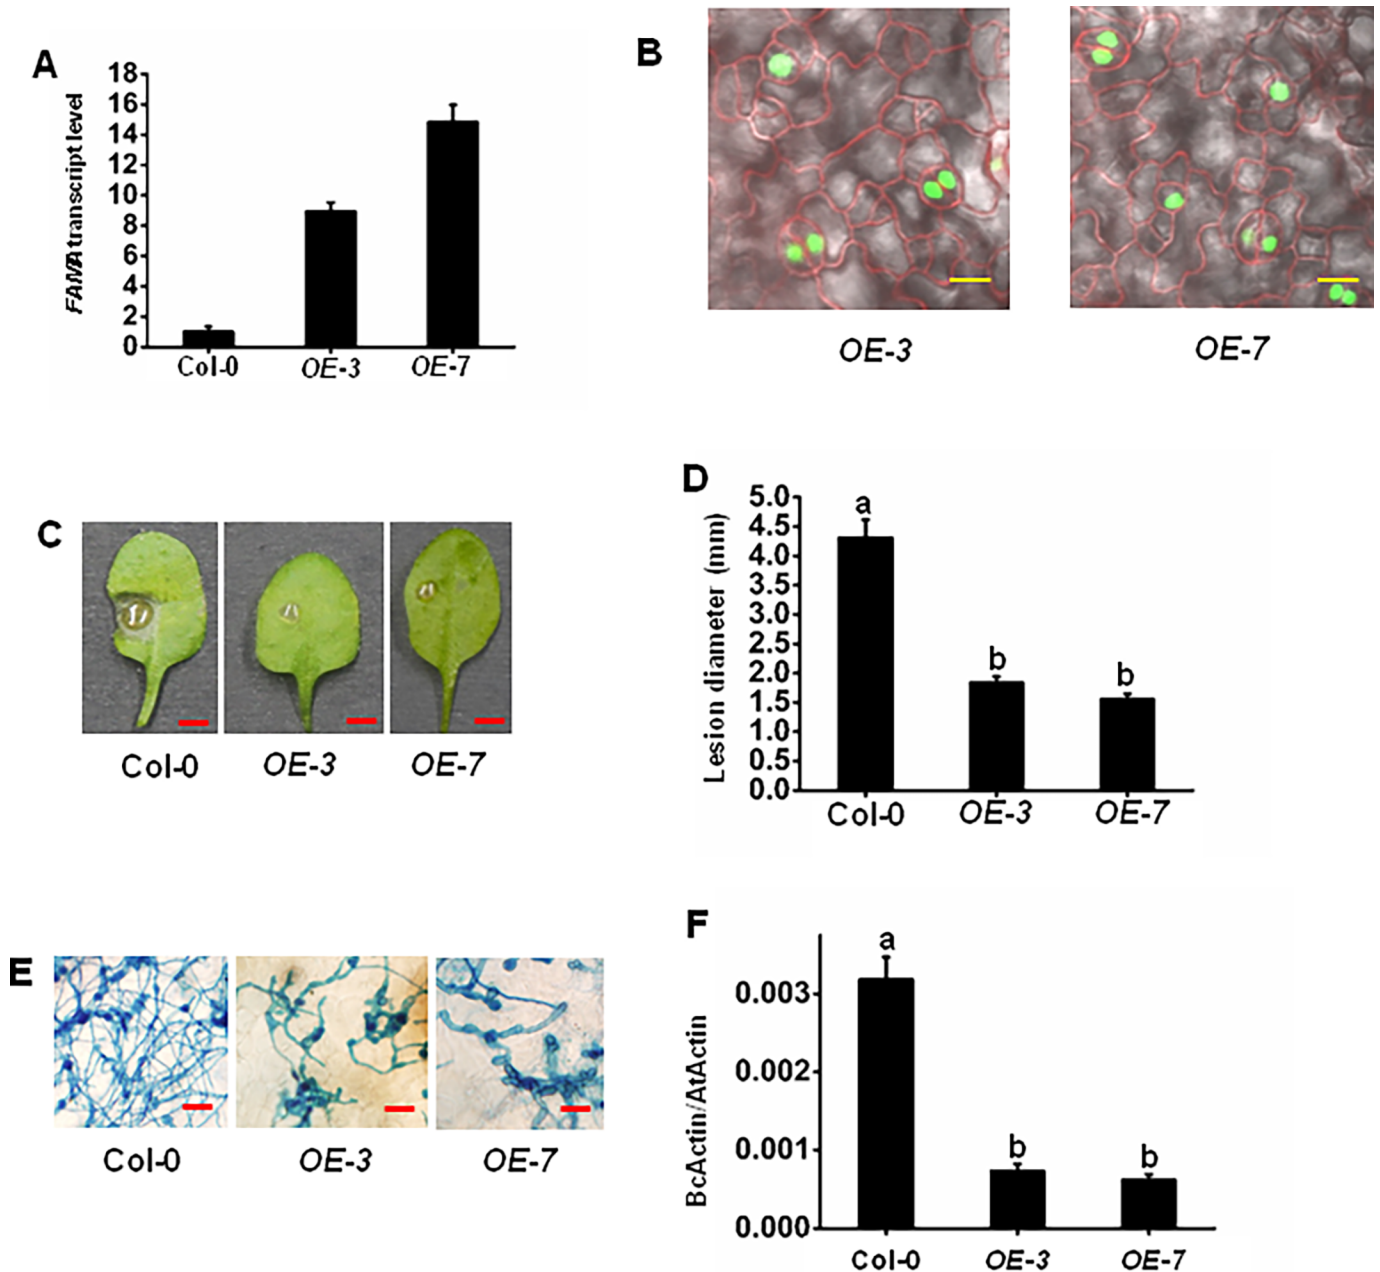 A
18
16
14
12
10
8
6
4
2
0
FAMA transcript level
Col-0 OE-3 OE-7
B
OE-3 OE-7
C
Col-0 OE-3 OE-7
D
5.0
4.5
4.0
3.5
3.0
2.5
2.0
1.5
1.0
0.5
0.0
Lesion diameter (mm)
a
b
b
Col-0 OE-3 OE-7
E
Col-0 OE-3 OE-7
F
0.003
0.002
0.001
0.000
BcActin/AtActin
a
b
b
Col-0 OE-3 OE-7